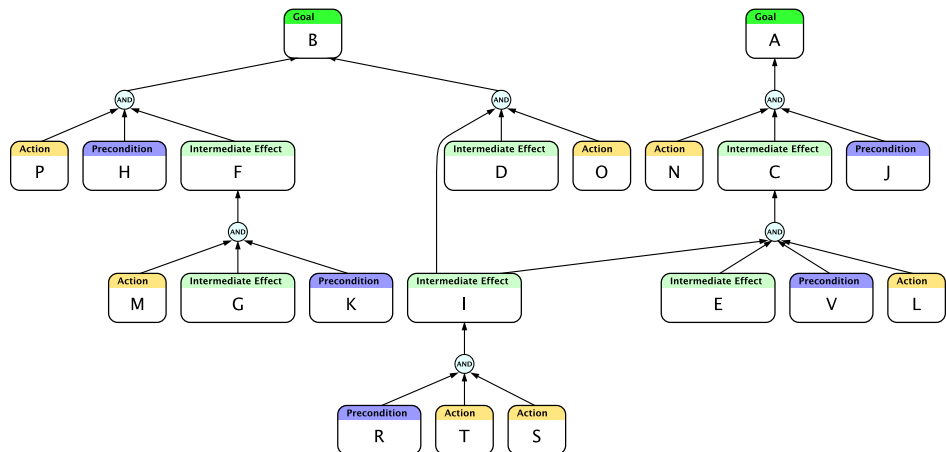 Goal
B
Goal
A
AND
AND
AND
Action
P
Precondition
H
Intermediate Effect
F
Intermediate Effect
D
Action
O
Action
N
Intermediate Effect
C
Precondition
J
AND
AND
Action
M
Intermediate Effect
G
Precondition
K
Intermediate Effect
I
Intermediate Effect
E
Precondition
V
Action
L
AND
Precondition
R
Action
T
Action
S